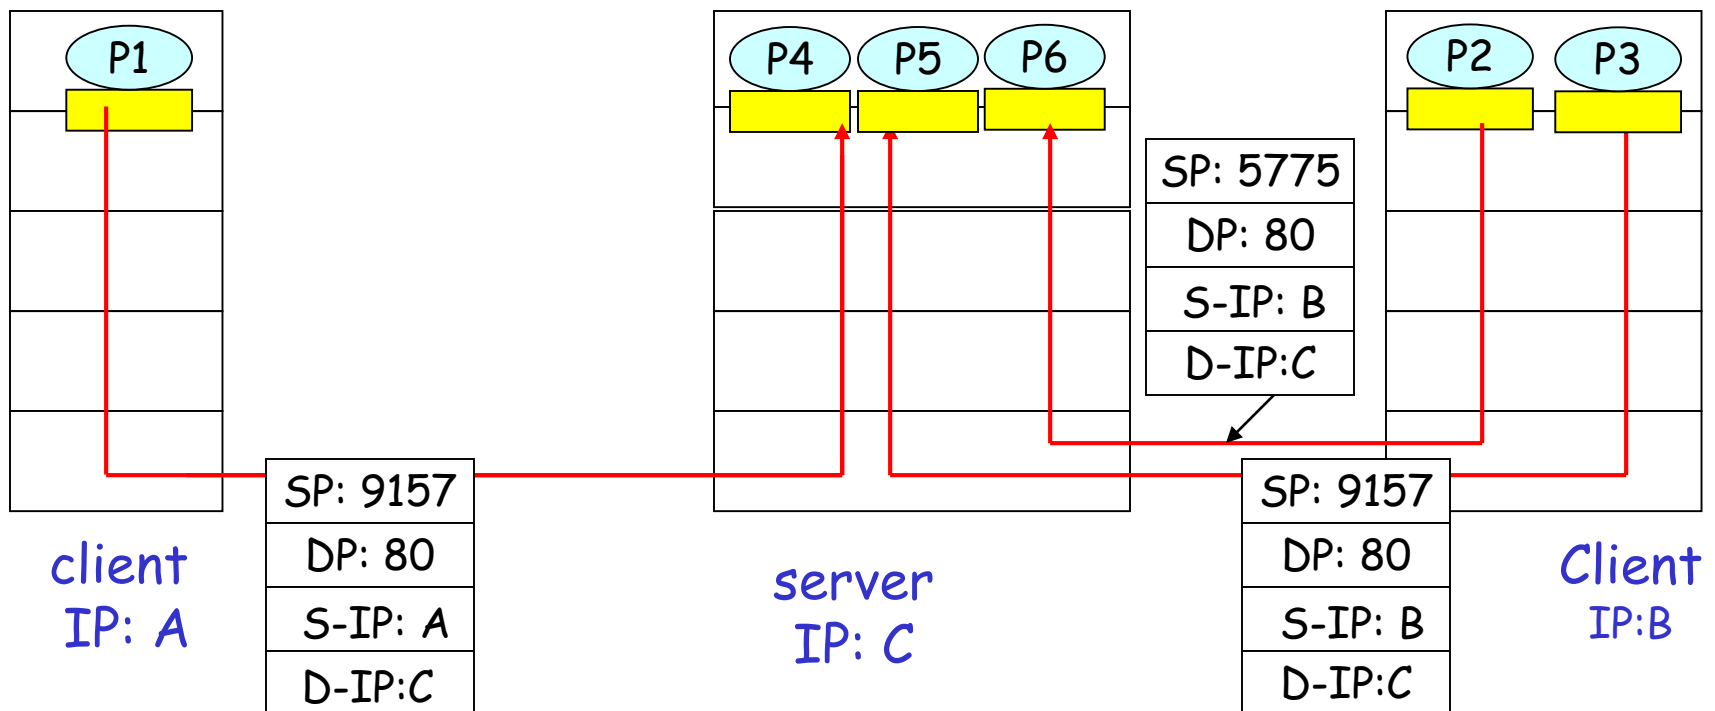 P1
P4
P5
P6
P2
P3
SP: 5775
DP: 80
S-IP: B
D-IP:C
SP: 9157
DP: 80
S-IP: A
D-IP:C
SP: 9157
DP: 80
S-IP: B
D-IP:C
client
IP: A
server
IP: C
Client
IP:B